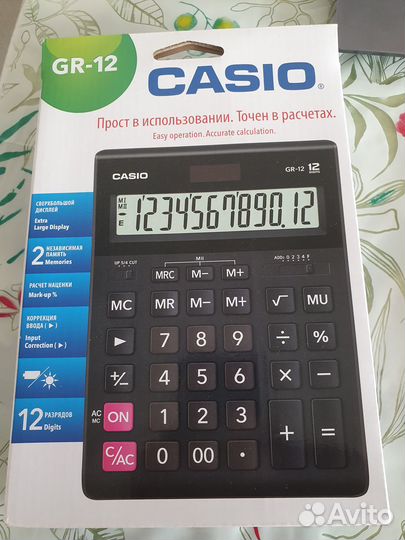 GR-12
CASIO®
Прост в использовании. Точен в расчетах.
Easy operation. Accurate calculation.
СВЕРХБОЛЬШОЙ
ДИСПЛЕЙ
Extra
Large Display
2 НЕЗАВИСИМАЯ
ПАМЯТЬ
Memories
РАСЧЕТ НАЦЕНКИ
Mark-up %
КОРРЕКЦИЯ
ВВОДА (▶)
Input
Correction (▶)
12 РАЗРЯДОВ
Digits
CASIO
GR-12 12 DIGITS
MI
MII
−
E
1234567890.12
UP 5/4 CUT
MII
ADD2 0 2 3 4 F
MRC M− M+
MC MR M− M+ √ MU
▶ 7 8 9 ÷ %
+/− 4 5 6 × −
AC
MC
ON 1 2 3 + =
C/AC 0 00 •
Avito